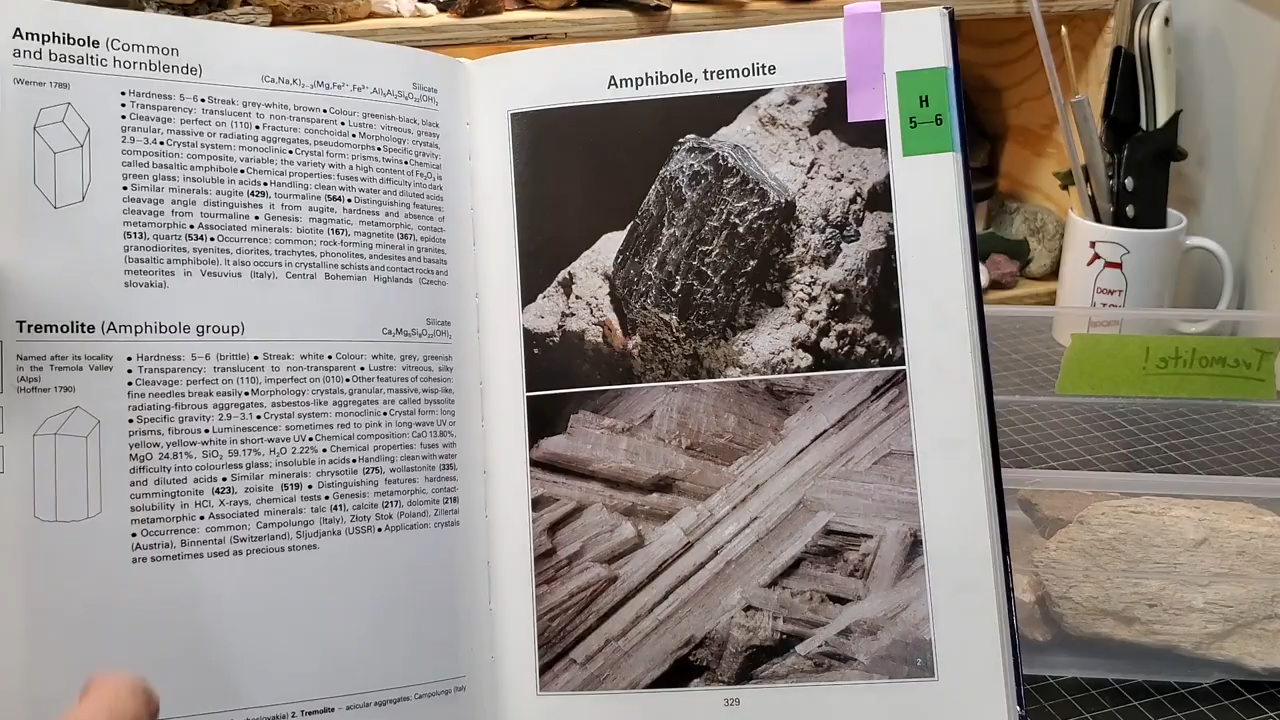 Amphibole (Common
and basaltic hornblende)
(Werner 1789)
Silicate
(Ca,Na,K)₂₋₃(Mg,Fe²⁺,Fe³⁺,Al)₅Al₂Si₆O₂₂(OH)₂
• Hardness: 5–6 • Streak: grey-white, brown • Colour: greenish-black, black
• Transparency: translucent to non-transparent • Lustre: vitreous, greasy
• Cleavage: perfect on (110) • Fracture: conchoidal • Morphology: crystals,
granular, massive or radiating aggregates, pseudomorphs • Specific gravity:
2.9–3.4 • Crystal system: monoclinic • Crystal form: prisms, twins • Chemical
composition: composite, variable; the variety with a high content of Fe₂O₃ is
called basaltic amphibole • Chemical properties: fuses with difficulty into dark
green glass; insoluble in acids • Handling: clean with water and diluted acids
• Similar minerals: augite (429), tourmaline (564) • Distinguishing features:
cleavage angle distinguishes it from augite, hardness and absence of
cleavage from tourmaline • Genesis: magmatic, metamorphic, contact-
metamorphic • Associated minerals: biotite (167), magnetite (367), epidote
(513), quartz (534) • Occurrence: common; rock-forming mineral in granites,
granodiorites, syenites, diorites, trachytes, phonolites, andesites and basalts
(basaltic amphibole). It also occurs in crystalline schists and contact rocks and
meteorites in Vesuvius (Italy), Central Bohemian Highlands (Czecho-
slovakia).
Tremolite (Amphibole group)
Silicate
Ca₂Mg₅Si₈O₂₂(OH)₂
Named after its locality
in the Tremola Valley
(Alps)
(Hoffner 1790)
• Hardness: 5–6 (brittle) • Streak: white • Colour: white, grey, greenish
• Transparency: translucent to non-transparent • Lustre: vitreous, silky
• Cleavage: perfect on (110), imperfect on (010) • Other features of cohesion:
fine needles break easily • Morphology: crystals, granular, massive, wisp-like,
radiating-fibrous aggregates, asbestos-like aggregates are called byssolite
• Specific gravity: 2.9–3.1 • Crystal system: monoclinic • Crystal form: long
prisms, fibrous • Luminescence: sometimes red to pink in long-wave UV or
yellow, yellow-white in short-wave UV • Chemical composition: CaO 13.80%,
MgO 24.81%, SiO₂ 59.17%, H₂O 2.22% • Chemical properties: fuses with
difficulty into colourless glass; insoluble in acids • Handling: clean with water
and diluted acids • Similar minerals: chrysotile (275), wollastonite (335),
cummingtonite (423), zoisite (519) • Distinguishing features: hardness,
solubility in HCl, X-rays, chemical tests • Genesis: metamorphic, contact-
metamorphic • Associated minerals: talc (41), calcite (217), dolomite (218)
• Occurrence: common; Campolungo (Italy), Złoty Stok (Poland), Zillertal
(Austria), Binnental (Switzerland), Sljudjanka (USSR) • Application: crystals
are sometimes used as precious stones.
2. Tremolite – acicular aggregates; Campolungo (Italy
Amphibole, tremolite
H
5–6
2
329
DON'T
Tremolite!